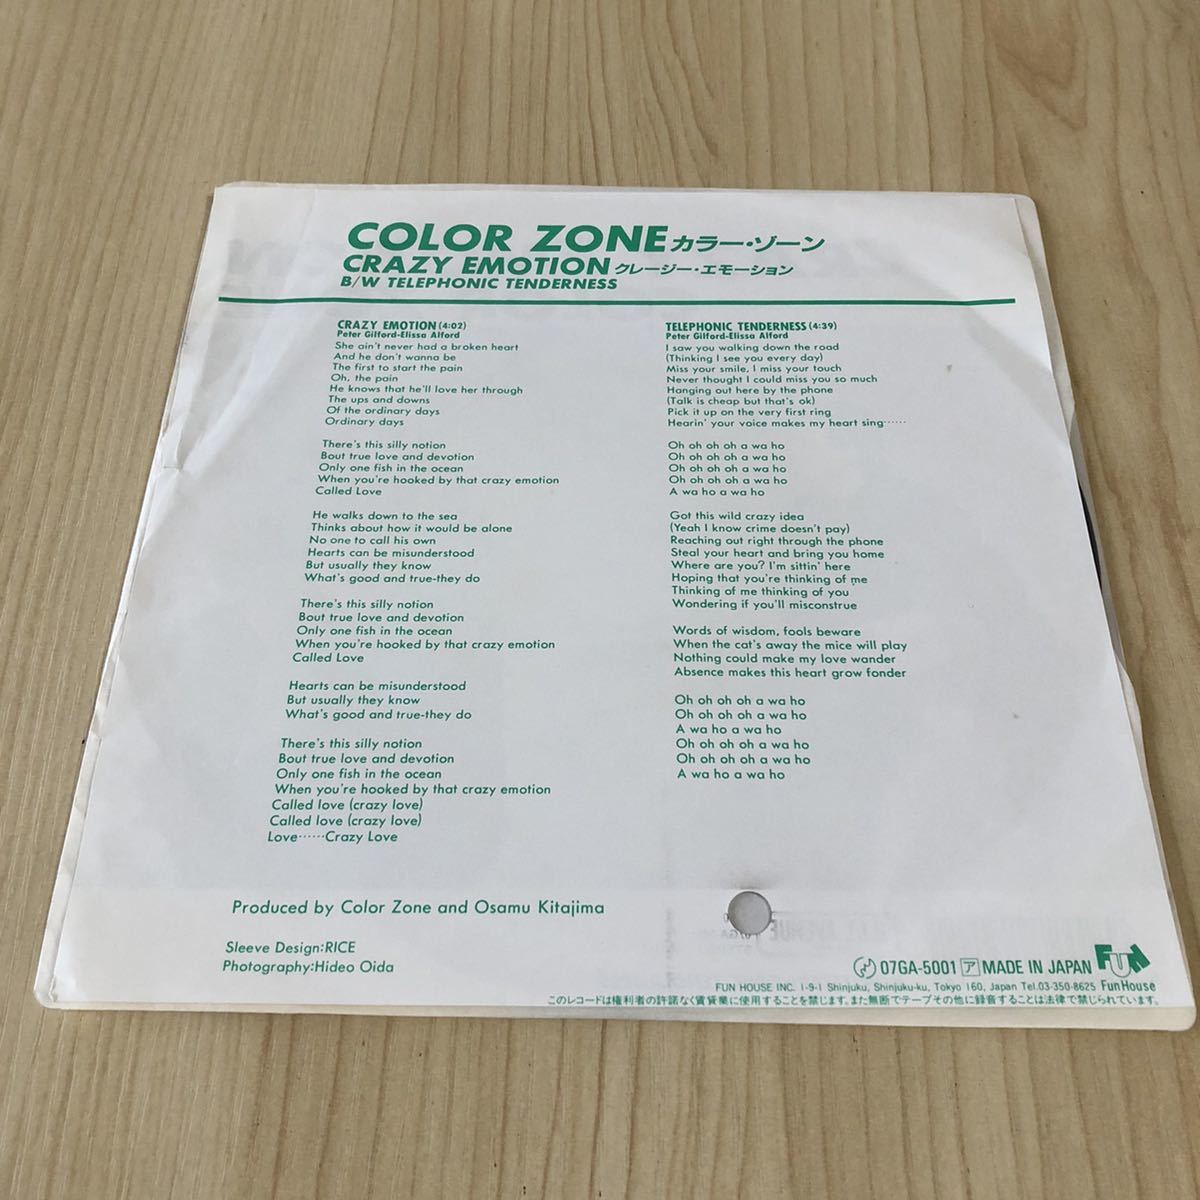 COLOR ZONE カラー・ゾーン
CRAZY EMOTION クレージー・エモーション
B/W TELEPHONIC TENDERNESS
CRAZY EMOTION (4:02)
Peter Gilford-Elissa Alford
She ain't never had a broken heart
And he don't wanna be
The first to start the pain
Oh, the pain
He knows that he'll love her through
The ups and downs
Of the ordinary days
Ordinary days
There's this silly notion
Bout true love and devotion
Only one fish in the ocean
When you're hooked by that crazy emotion
Called Love
He walks down to the sea
Thinks about how it would be alone
No one to call his own
Hearts can be misunderstood
But usually they know
What's good and true-they do
There's this silly notion
Bout true love and devotion
Only one fish in the ocean
When you're hooked by that crazy emotion
Called Love
Hearts can be misunderstood
But usually they know
What's good and true-they do
There's this silly notion
Bout true love and devotion
Only one fish in the ocean
When you're hooked by that crazy emotion
Called love (crazy love)
Called love (crazy love)
Love……Crazy Love
TELEPHONIC TENDERNESS (4:39)
Peter Gilford-Elissa Alford
I saw you walking down the road
(Thinking I see you every day)
Miss your smile, I miss your touch
Never thought I could miss you so much
Hanging out here by the phone
(Talk is cheap but that's ok)
Pick it up on the very first ring
Hearin' your voice makes my heart sing……
Oh oh oh oh a wa ho
Oh oh oh oh a wa ho
Oh oh oh oh a wa ho
Oh oh oh oh a wa ho
A wa ho a wa ho
Got this wild crazy idea
(Yeah I know crime doesn't pay)
Reaching out right through the phone
Steal your heart and bring you home
Where are you? I'm sittin' here
Hoping that you're thinking of me
Thinking of me thinking of you
Wondering if you'll misconstrue
Words of wisdom, fools beware
When the cat's away the mice will play
Nothing could make my love wander
Absence makes this heart grow fonder
Oh oh oh oh a wa ho
Oh oh oh oh a wa ho
A wa ho a wa ho
Oh oh oh oh a wa ho
Oh oh oh oh a wa ho
A wa ho a wa ho
Produced by Color Zone and Osamu Kitajima
Sleeve Design:RICE
Photography:Hideo Oida
07GA-5001 ア MADE IN JAPAN
FUN
Fun House
FUN HOUSE INC. 1-9-1 Shinjuku, Shinjuku-ku, Tokyo 160, Japan Tel.03-350-8625
このレコードは権利者の許諾なく賃貸業に使用することを禁じます。また無断でテープその他に録音することは法律で禁じられています。